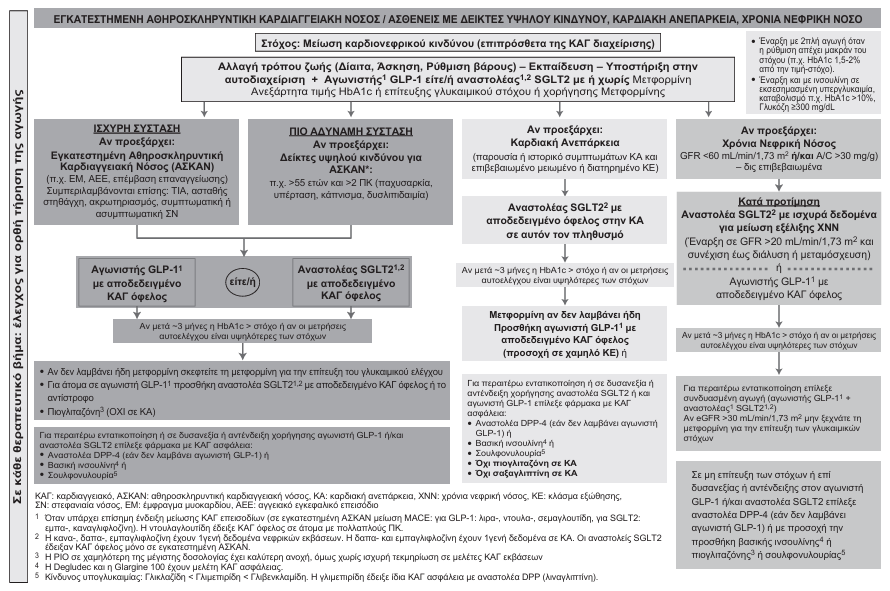 ΕΓΚΑΤΕΣΤΗΜΕΝΗ ΑΘΗΡΟΣΚΛΗΡΥΝΤΙΚΗ ΚΑΡΔΙΑΓΓΕΙΑΚΗ ΝΟΣΟΣ / ΑΣΘΕΝΕΙΣ ΜΕ ΔΕΙΚΤΕΣ ΥΨΗΛΟΥ ΚΙΝΔΥΝΟΥ, ΚΑΡΔΙΑΚΗ ΑΝΕΠΑΡΚΕΙΑ, ΧΡΟΝΙΑ ΝΕΦΡΙΚΗ ΝΟΣΟ
Σε κάθε θεραπευτικό βήμα: έλεγχος για ορθή τήρηση της αγωγής
Στόχος: Μείωση καρδιονεφρικού κινδύνου (επιπρόσθετα της ΚΑΓ διαχείρισης)
Αλλαγή τρόπου ζωής (Δίαιτα, Άσκηση, Ρύθμιση βάρους) – Εκπαίδευση – Υποστήριξη στην
αυτοδιαχείριση + Αγωνιστής¹ GLP-1 είτε/ή αναστολέας¹,² SGLT2 με ή χωρίς Μετφορμίνη
Ανεξάρτητα τιμής HbA1c ή επίτευξης γλυκαιμικού στόχου ή χορήγησης Μετφορμίνης
• Έναρξη με 2πλή αγωγή όταν
η ρύθμιση απέχει μακράν του
στόχου (π.χ. HbA1c 1,5-2%
από την τιμή-στόχο).
• Έναρξη και με ινσουλίνη σε
εκσεσημασμένη υπεργλυκαιμία,
καταβολισμό π.χ. HbA1c >10%,
Γλυκόζη ≥300 mg/dL
ΙΣΧΥΡΗ ΣΥΣΤΑΣΗ
Αν προεξάρχει:
Εγκατεστημένη Αθηροσκληρυντική
Καρδιαγγειακή Νόσος (ΑΣΚΑΝ)
(π.χ. ΕΜ, ΑΕΕ, επέμβαση επαναγγείωσης)
Συμπεριλαμβάνονται επίσης: ΤΙΑ, ασταθής
στηθάγχη, ακρωτηριασμός, συμπτωματική ή
ασυμπτωματική ΣΝ
ΠΙΟ ΑΔΥΝΑΜΗ ΣΥΣΤΑΣΗ
Αν προεξάρχει:
Δείκτες υψηλού κινδύνου για
ΑΣΚΑΝ*:
π.χ. >55 ετών και >2 ΠΚ (παχυσαρκία,
υπέρταση, κάπνισμα, δυσλιπιδαιμία)
Αγωνιστής GLP-1¹
με αποδεδειγμένο
ΚΑΓ όφελος
είτε/ή
Αναστολέας SGLT2¹,²
με αποδεδειγμένο
ΚΑΓ όφελος
Αν μετά ~3 μήνες η HbA1c > στόχο ή αν οι μετρήσεις
αυτοελέγχου είναι υψηλότερες των στόχων
• Αν δεν λαμβάνει ήδη μετφορμίνη σκεφτείτε τη μετφορμίνη για την επίτευξη του γλυκαιμικού ελέγχου
• Για άτομα σε αγωνιστή GLP-1¹ προσθήκη αναστολέα SGLT2¹,² με αποδεδειγμένο ΚΑΓ όφελος ή το
αντίστροφο
• Πιογλιταζόνη³ (ΟΧΙ σε ΚΑ)
Για περαιτέρω εντατικοποίηση ή σε δυσανεξία ή αντένδειξη χορήγησης αγωνιστή GLP-1 ή/και
αναστολέα SGLT2 επίλεξε φάρμακα με ΚΑΓ ασφάλεια:
• Αναστολέα DPP-4 (εάν δεν λαμβάνει αγωνιστή GLP-1) ή
• Βασική ινσουλίνη⁴ ή
• Σουλφονυλουρία⁵
Αν προεξάρχει:
Καρδιακή Ανεπάρκεια
(παρουσία ή ιστορικό συμπτωμάτων ΚΑ και
επιβεβαιωμένο μειωμένο ή διατηρημένο ΚΕ)
Αναστολέας SGLT2² με
αποδεδειγμένο όφελος στην ΚΑ
σε αυτόν τον πληθυσμό
Αν μετά ~3 μήνες η HbA1c > στόχο ή αν οι μετρήσεις
αυτοελέγχου είναι υψηλότερες των στόχων
Μετφορμίνη αν δεν λαμβάνει ήδη
Προσθήκη αγωνιστή GLP-1¹ με
αποδεδειγμένο ΚΑΓ όφελος
(προσοχή σε χαμηλό ΚΕ) ή
Για περαιτέρω εντατικοποίηση ή σε δυσανεξία ή
αντένδειξη χορήγησης αναστολέα SGLT2 ή και
αγωνιστή GLP-1 επίλεξε φάρμακα με ΚΑΓ
ασφάλεια:
• Αναστολέα DPP-4 (εάν δεν λαμβάνει αγωνιστή
GLP-1) ή
• Βασική ινσουλίνη⁴ ή
• Σουλφονυλουρία⁵
• Όχι πιογλιταζόνη σε ΚΑ
• Όχι σαξαγλιπτίνη σε ΚΑ
Αν προεξάρχει:
Χρόνια Νεφρική Νόσος
GFR <60 mL/min/1,73 m² ή/και A/C >30 mg/g)
– δις επιβεβαιωμένα
Κατά προτίμηση
Αναστολέα SGLT2² με ισχυρά δεδομένα
για μείωση εξέλιξης ΧΝΝ
(Έναρξη σε GFR >20 mL/min/1,73 m² και
συνέχιση έως διάλυση ή μεταμόσχευση)
ή
Αγωνιστής GLP-1¹ με
αποδεδειγμένο ΚΑΓ όφελος
Αν μετά ~3 μήνες η HbA1c > στόχο ή αν οι μετρήσεις
αυτοελέγχου είναι υψηλότερες των στόχων
Για περαιτέρω εντατικοποίηση επίλεξε
συνδυασμένη αγωγή (αγωνιστής GLP-1¹ +
αναστολέας¹ SGLT2¹,²)
Αν eGFR >30 mL/min/1,73 m² μην ξεχνάτε τη
μετφορμίνη για την επίτευξη των γλυκαιμικών
στόχων
Σε μη επίτευξη των στόχων ή επί
δυσανεξίας ή αντένδειξης στον αγωνιστή
GLP-1 ή/και αναστολέα SGLT2 επίλεξε
αναστολέα DPP-4 (εάν δεν λαμβάνει
αγωνιστή GLP-1) ή με προσοχή την
προσθήκη βασικής ινσουλίνης⁴ ή
πιογλιταζόνης³ ή σουλφονυλουρίας⁵
ΚΑΓ: καρδιαγγειακό, ΑΣΚΑΝ: αθηροσκληρυντική καρδιαγγειακή νόσος, ΚΑ: καρδιακή ανεπάρκεια, ΧΝΝ: χρόνια νεφρική νόσος, ΚΕ: κλάσμα εξώθησης,
ΣΝ: στεφανιαία νόσος, ΕΜ: έμφραγμα μυοκαρδίου, ΑΕΕ: αγγειακό εγκεφαλικό επεισόδιο
¹ Όταν υπάρχει επίσημη ένδειξη μείωσης ΚΑΓ επεισοδίων (σε εγκατεστημένη ΑΣΚΑΝ μείωση MACE: για GLP-1: λιρα-, ντουλα-, σεμαγλουτίδη, για SGLT2:
εμπα-, καναγλιφλοζίνη). Η ντουλαγλουτίδη έδειξε ΚΑΓ όφελος σε άτομα με πολλαπλούς ΠΚ.
² Η κανα-, δαπα-, εμπαγλιφλοζίνη έχουν 1γενή δεδομένα νεφρικών εκβάσεων. Η δαπα- και εμπαγλιφλοζίνη έχουν 1γενή δεδομένα σε ΚΑ. Οι αναστολείς SGLT2
έδειξαν ΚΑΓ όφελος μόνο σε εγκατεστημένη ΑΣΚΑΝ.
³ Η PIO σε χαμηλότερη της μέγιστης δοσολογία έχει καλύτερη ανοχή, όμως χωρίς ισχυρή τεκμηρίωση σε μελέτες ΚΑΓ εκβάσεων
⁴ Η Degludec και η Glargine 100 έχουν μελέτη ΚΑΓ ασφάλειας.
⁵ Κίνδυνος υπογλυκαιμίας: Γλικλαζίδη < Γλιμεπιρίδη < Γλιβενκλαμίδη. Η γλιμεπιρίδη έδειξε ίδια ΚΑΓ ασφάλεια με αναστολέα DPP (λιναγλιπτίνη).